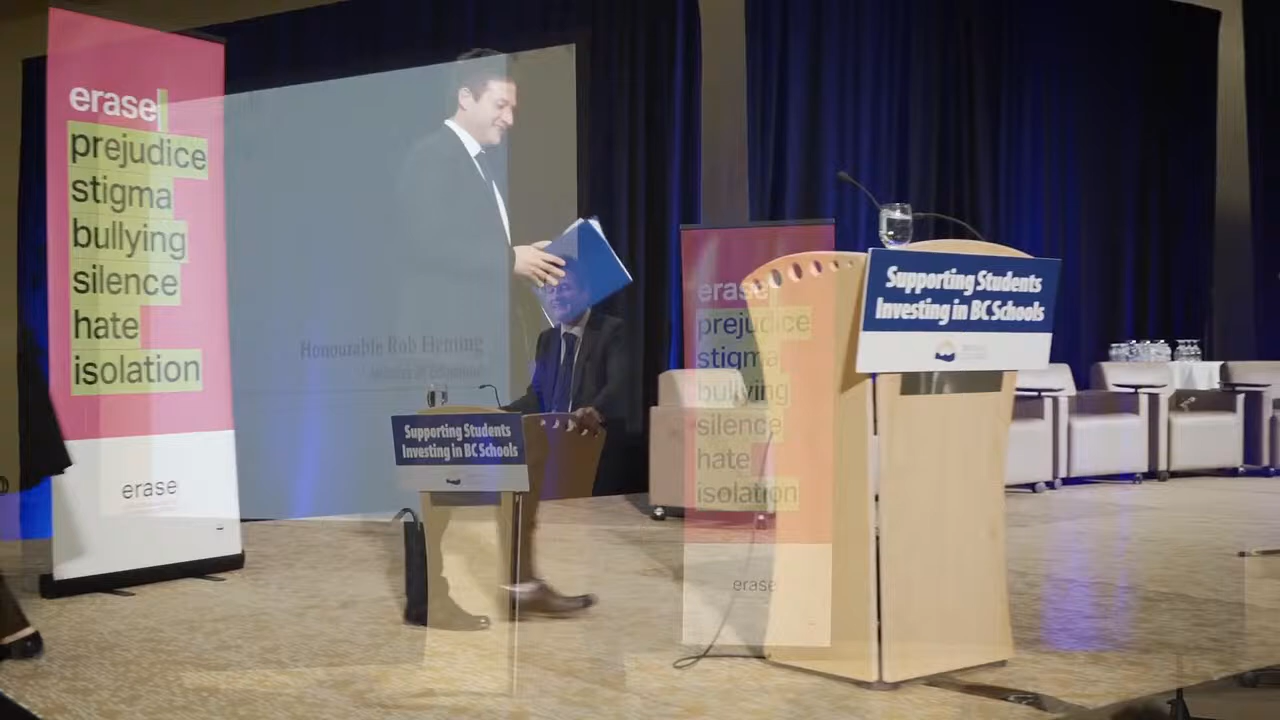 erase
prejudice
stigma
bullying
silence
hate
isolation
erase
Honourable Rob Fleming
Supporting Students
Investing in BC Schools
erase
prejudice
stigma
bullying
silence
hate
isolation
erase
Supporting Students
Investing in BC Schools